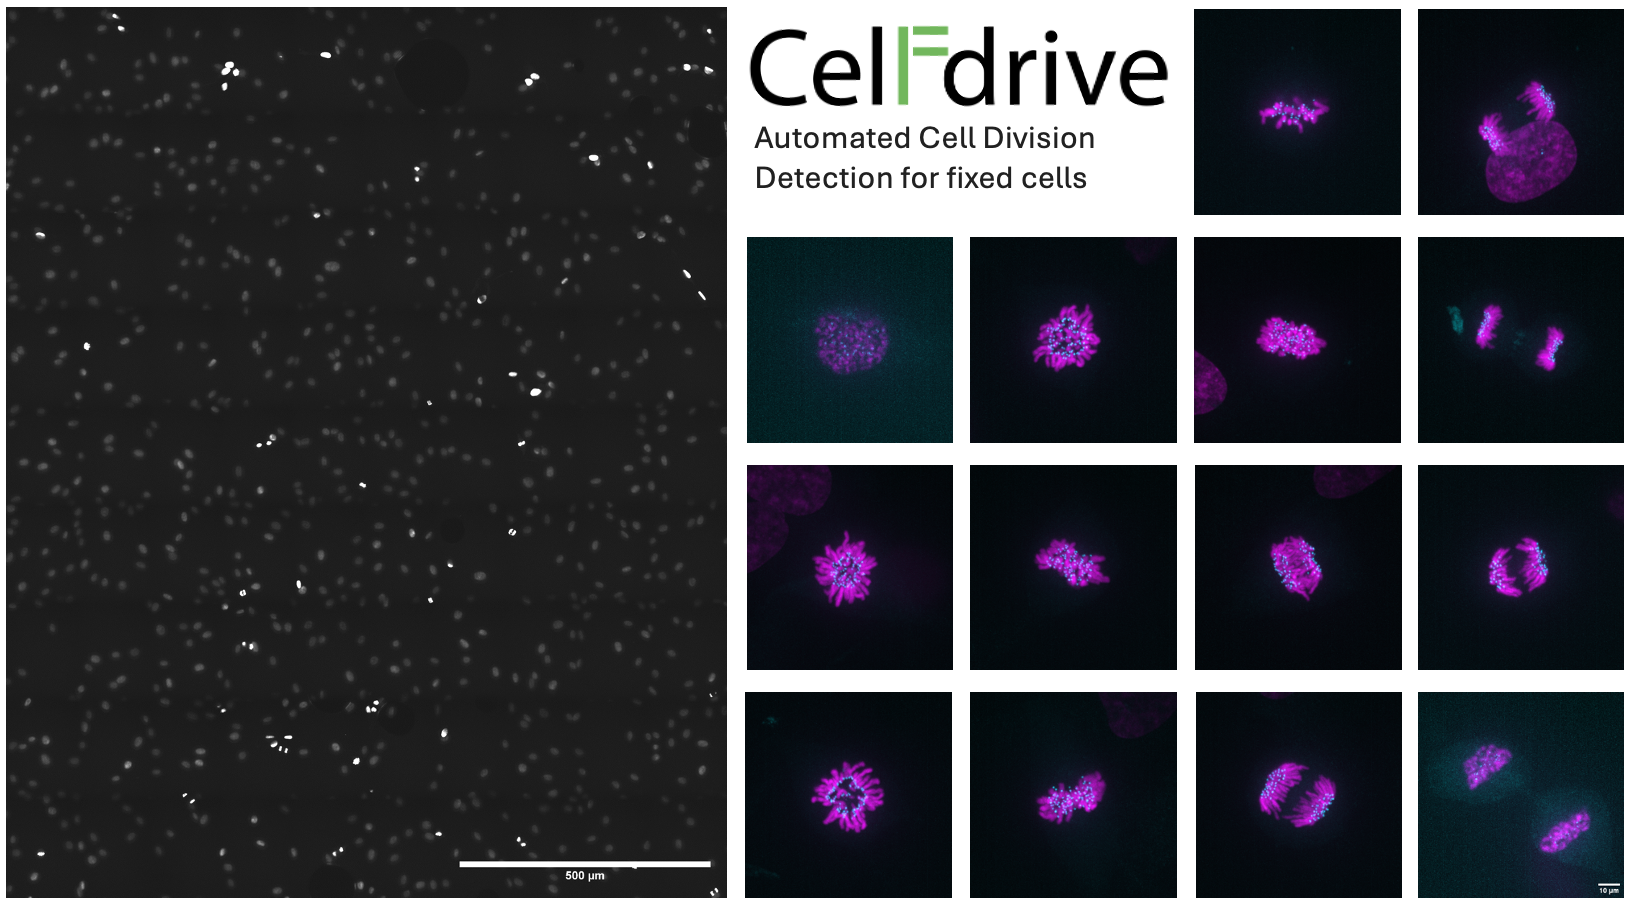 CellFdrive
Automated Cell Division
Detection for fixed cells
500 µm
10 µm